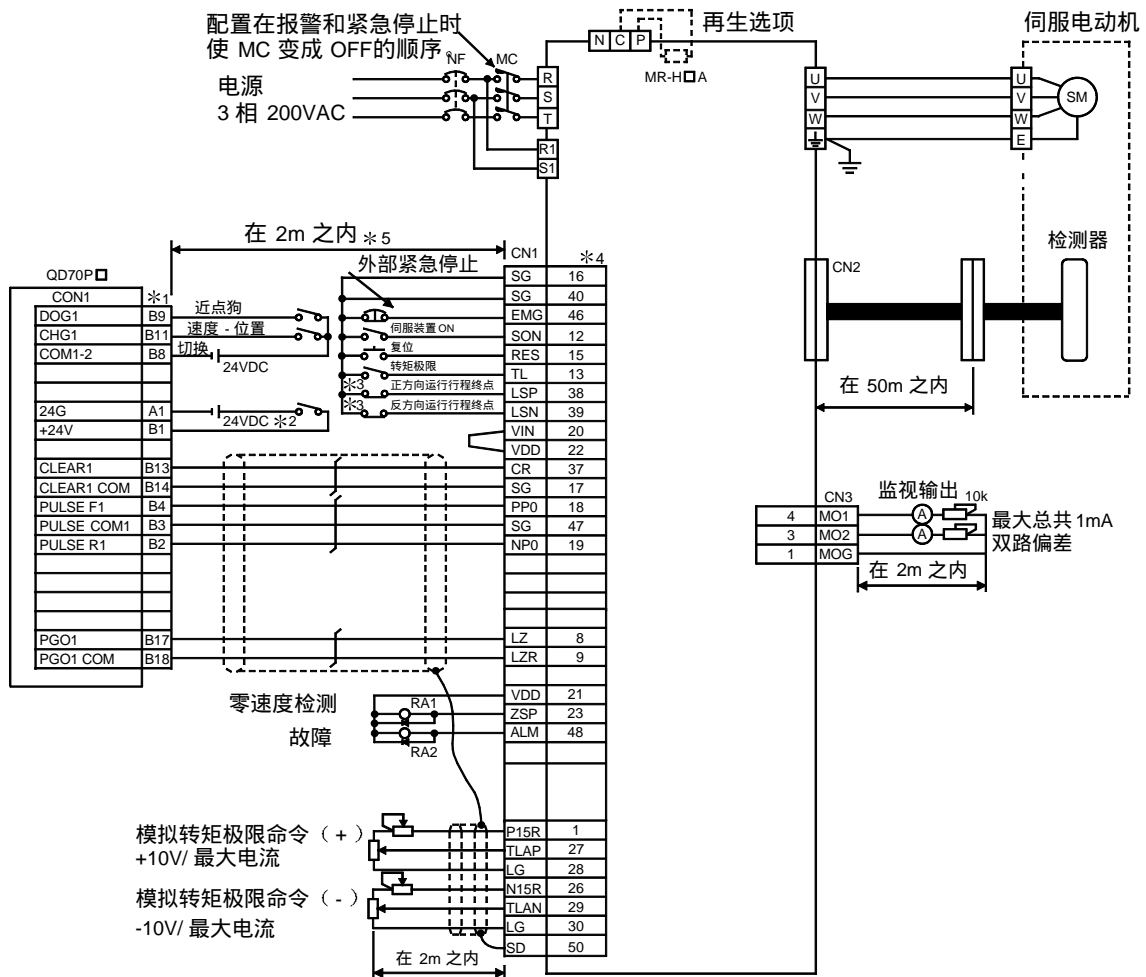 配置在报警和紧急停止时
使 MC 变成 OFF的顺序。
NF MC
电源
3 相 200VAC
R
S
T
R1
S1
N C P
再生选项
MR-H□A
伺服电动机
U
V
W
U
V
W
E
SM
检测器
CN2
在 50m 之内
在 2m 之内 ＊5
外部紧急停止
QD70P□
CON1 ＊1
DOG1 B9 近点狗
CHG1 B11 速度 - 位置
COM1-2 B8 切换 24VDC
24G A1 24VDC ＊2
+24V B1
CLEAR1 B13
CLEAR1 COM B14
PULSE F1 B4
PULSE COM1 B3
PULSE R1 B2
PGO1 B17
PGO1 COM B18
伺服装置 ON
复位
转矩极限
＊3 正方向运行行程终点
＊3 反方向运行行程终点
CN1 ＊4
SG 16
SG 40
EMG 46
SON 12
RES 15
TL 13
LSP 38
LSN 39
VIN 20
VDD 22
CR 37
SG 17
PP0 18
SG 47
NP0 19
LZ 8
LZR 9
VDD 21
ZSP 23
ALM 48
P15R 1
TLAP 27
LG 28
N15R 26
TLAN 29
LG 30
SD 50
零速度检测 RA1
故障 RA2
模拟转矩极限命令（+）
+10V/ 最大电流
模拟转矩极限命令（-）
-10V/ 最大电流
在 2m 之内
CN3 监视输出 10k
4 MO1 A
3 MO2 A
1 MOG
最大总共 1mA
双路偏差
在 2m 之内